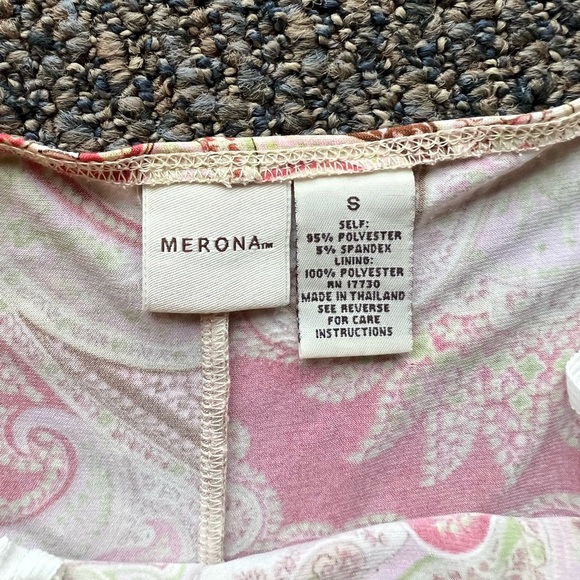 MERONA™
S
SELF:
95% POLYESTER
5% SPANDEX
LINING:
100% POLYESTER
RN 17730
MADE IN THAILAND
SEE REVERSE
FOR CARE
INSTRUCTIONS